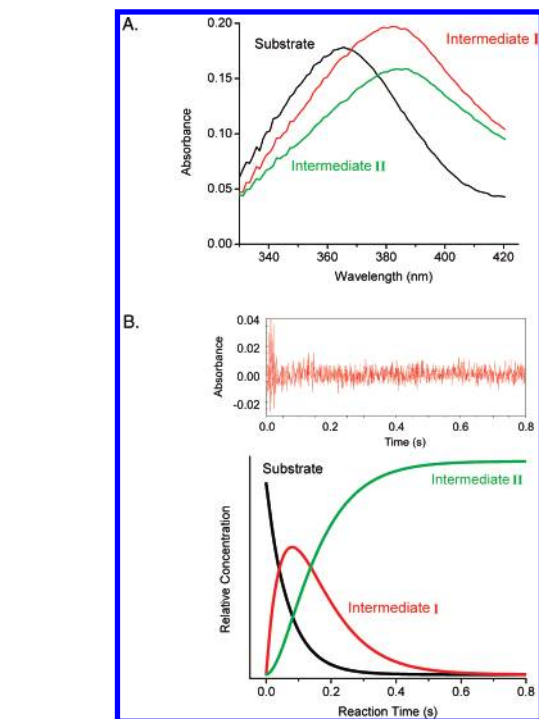 A.
0.20
0.15
0.10
0.05
0.00
Absorbance
Substrate
Intermediate I
Intermediate II
340
360
380
400
420
Wavelength (nm)
B.
0.04
0.02
0.00
-0.02
Absorbance
0.0
0.2
0.4
0.6
0.8
Time (s)
Substrate
Intermediate II
Intermediate I
Relative Concentration
0.0
0.2
0.4
0.6
0.8
Reaction Time (s)